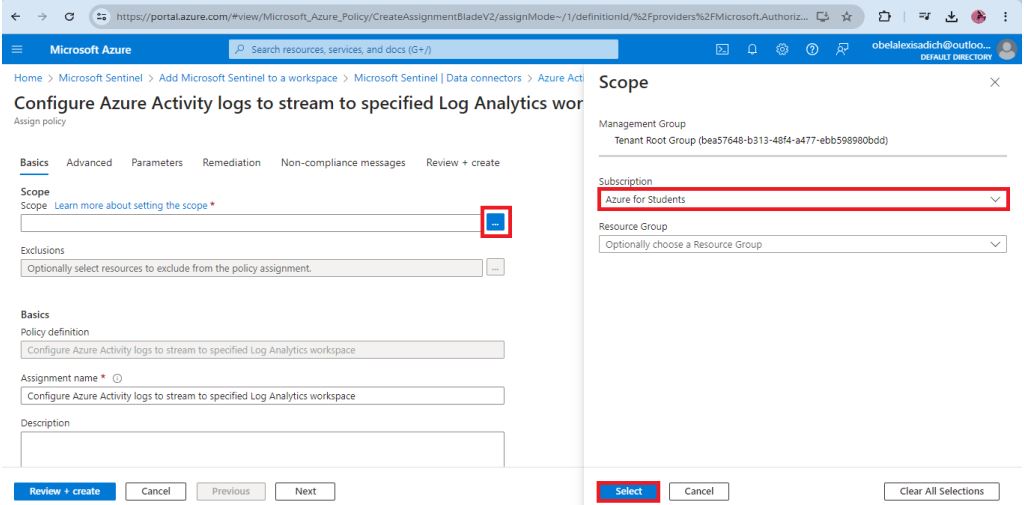 https://portal.azure.com/#view/Microsoft_Azure_Policy/CreateAssignmentBladeV2/assignMode~/1/definitionId/%2Fproviders%2FMicrosoft.Authoriz...
Microsoft Azure
Search resources, services, and docs (G+/)
obelalexisadich@outloo...
DEFAULT DIRECTORY
Home > Microsoft Sentinel > Add Microsoft Sentinel to a workspace > Microsoft Sentinel | Data connectors > Azure Acti
Configure Azure Activity logs to stream to specified Log Analytics wor
Assign policy
Basics Advanced Parameters Remediation Non-compliance messages Review + create
Scope
Scope Learn more about setting the scope *
...
Exclusions
Optionally select resources to exclude from the policy assignment.
...
Basics
Policy definition
Configure Azure Activity logs to stream to specified Log Analytics workspace
Assignment name *
Configure Azure Activity logs to stream to specified Log Analytics workspace
Description
Review + create Cancel Previous Next
Scope
Management Group
Tenant Root Group (bea57648-b313-48f4-a477-ebb598980bdd)
Subscription
Azure for Students
Resource Group
Optionally choose a Resource Group
Select Cancel Clear All Selections